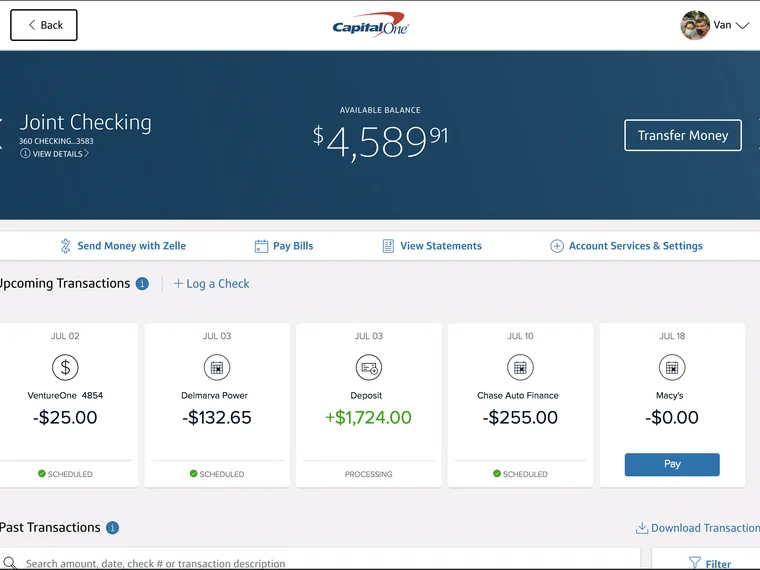 Back
Capital One
Van
Joint Checking
360 CHECKING...3583
VIEW DETAILS
AVAILABLE BALANCE
$4,58991
Transfer Money
Send Money with Zelle
Pay Bills
View Statements
Account Services & Settings
Upcoming Transactions 1
+ Log a Check
JUL 02
$
VentureOne 4854
-$25.00
SCHEDULED
JUL 03
Delmarva Power
-$132.65
SCHEDULED
JUL 03
Deposit
+$1,724.00
PROCESSING
JUL 10
Chase Auto Finance
-$255.00
SCHEDULED
JUL 18
Macy's
-$0.00
Pay
Past Transactions 1
Download Transaction
Search amount, date, check # or transaction description
Filter